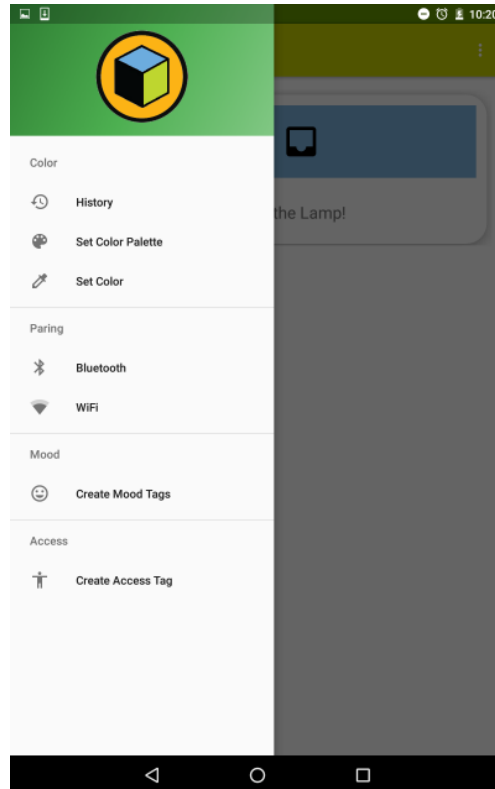 10:20
Color
History
the Lamp!
Set Color Palette
Set Color
Paring
Bluetooth
WiFi
Mood
Create Mood Tags
Access
Create Access Tag